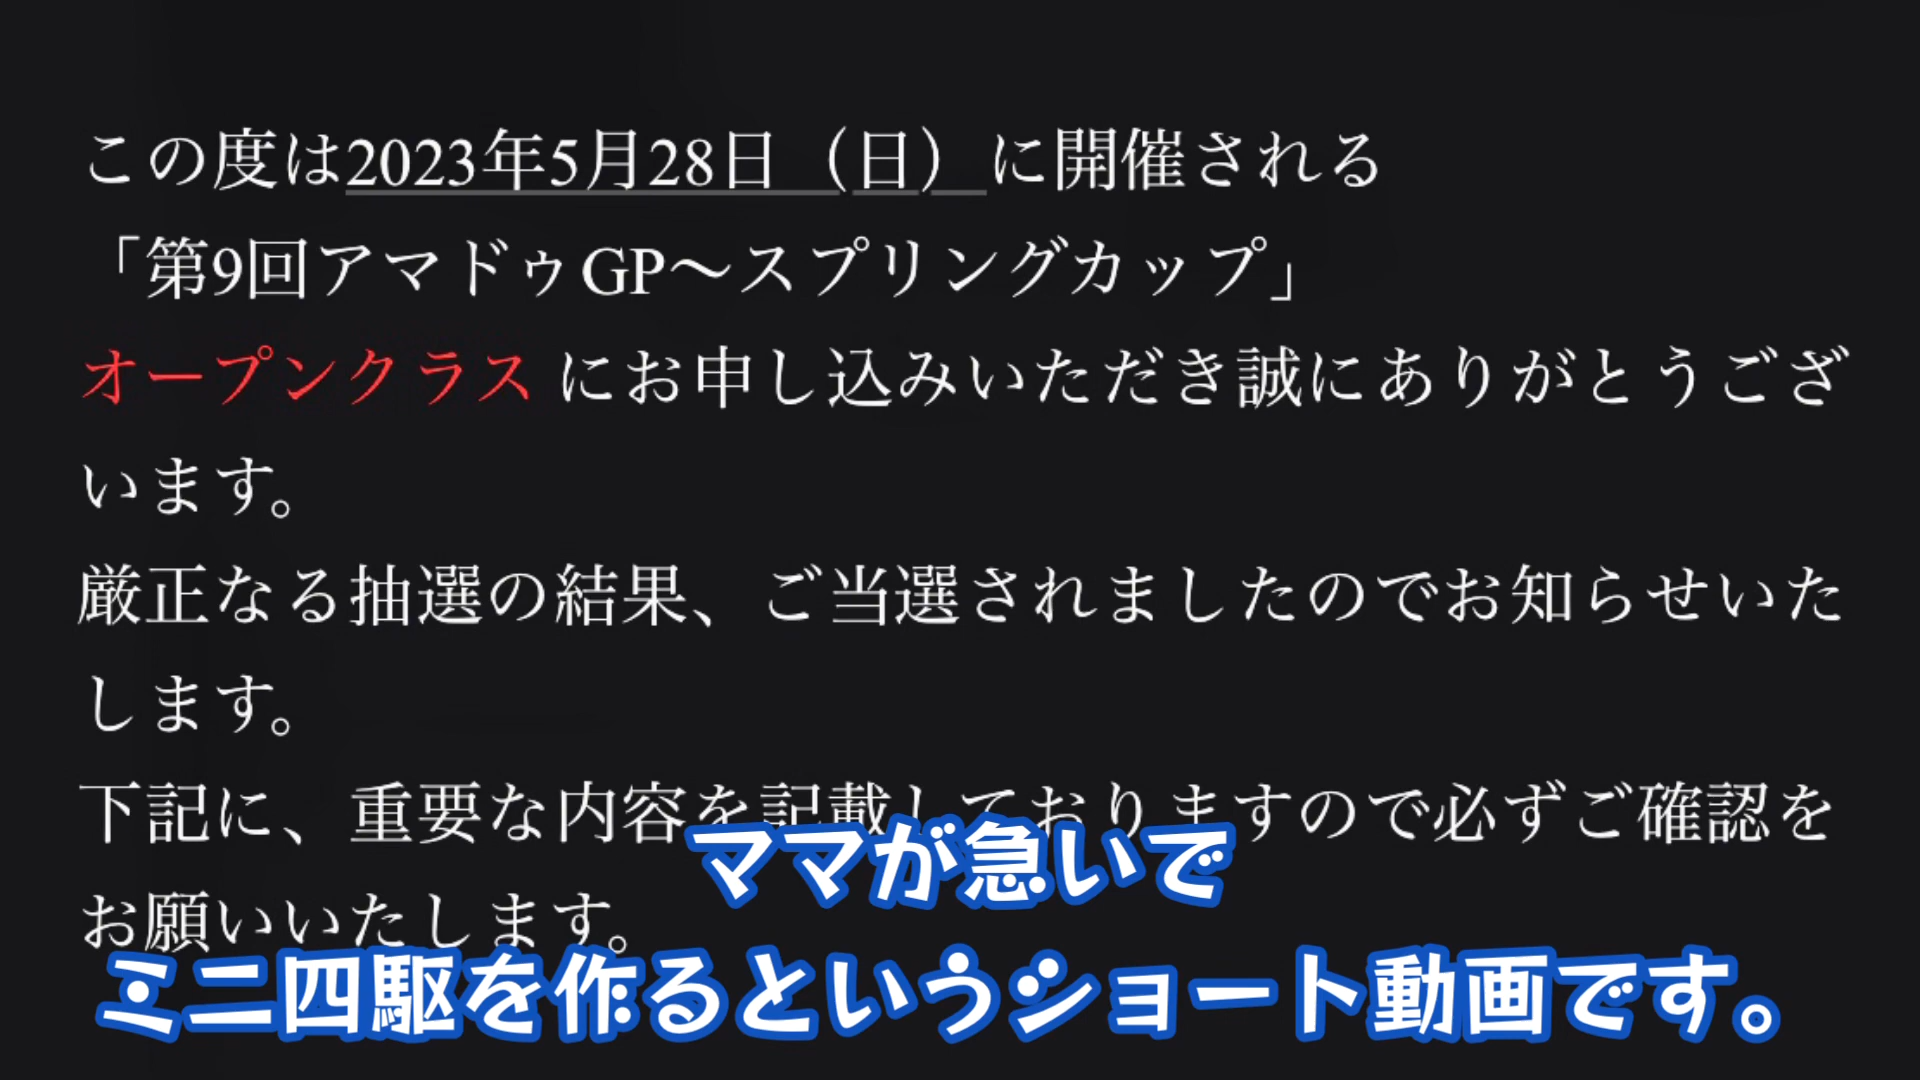 この度は2023年5月28日（日）に開催される
「第9回アマドゥGP～スプリングカップ」
オープンクラス にお申し込みいただき誠にありがとうござ
います。
厳正なる抽選の結果、ご当選されましたのでお知らせいた
します。
下記に、重要な内容を記載しておりますので必ずご確認を
お願いいたします。
ママが急いで
ミニ四駆を作るというショート動画です。